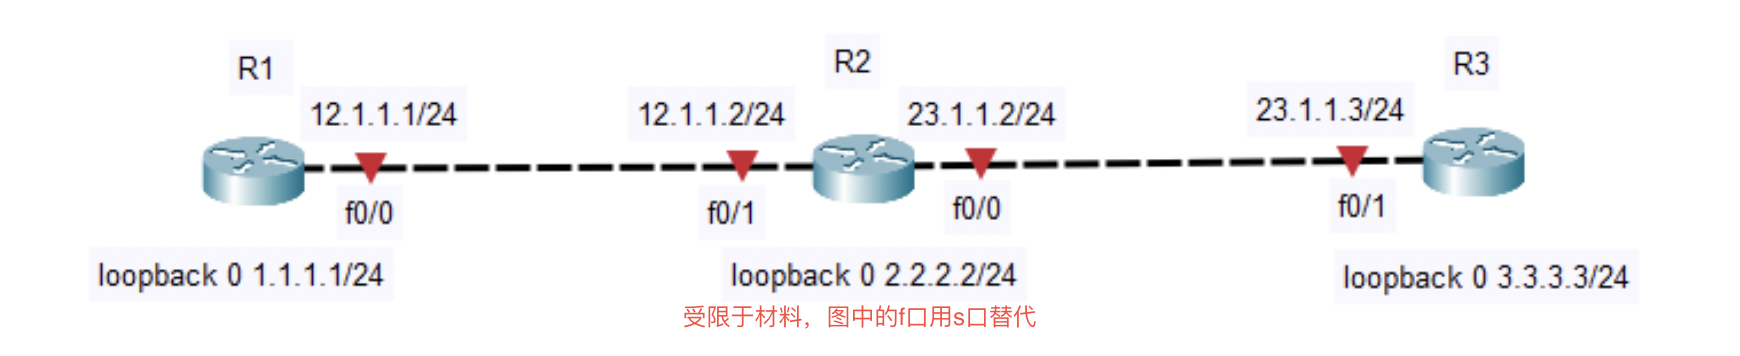 R1
R2
R3
12.1.1.1/24
12.1.1.2/24
23.1.1.2/24
23.1.1.3/24
f0/0
f0/1
f0/0
f0/1
loopback 0 1.1.1.1/24
loopback 0 2.2.2.2/24
loopback 0 3.3.3.3/24
受限于材料，图中的f口用s口替代